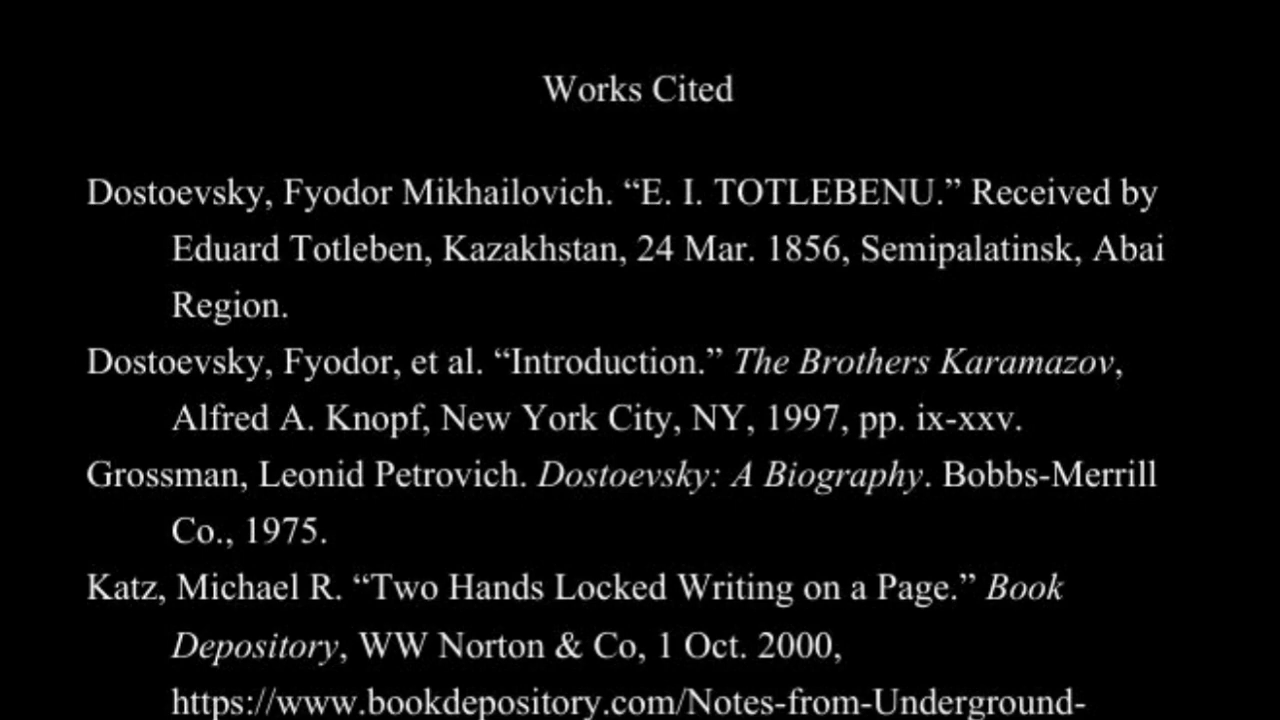 Works Cited
Dostoevsky, Fyodor Mikhailovich. “E. I. TOTLEBENU.” Received by
Eduard Totleben, Kazakhstan, 24 Mar. 1856, Semipalatinsk, Abai
Region.
Dostoevsky, Fyodor, et al. “Introduction.” The Brothers Karamazov,
Alfred A. Knopf, New York City, NY, 1997, pp. ix-xxv.
Grossman, Leonid Petrovich. Dostoevsky: A Biography. Bobbs-Merrill
Co., 1975.
Katz, Michael R. “Two Hands Locked Writing on a Page.” Book
Depository, WW Norton & Co, 1 Oct. 2000,
https://www.bookdepository.com/Notes-from-Underground-